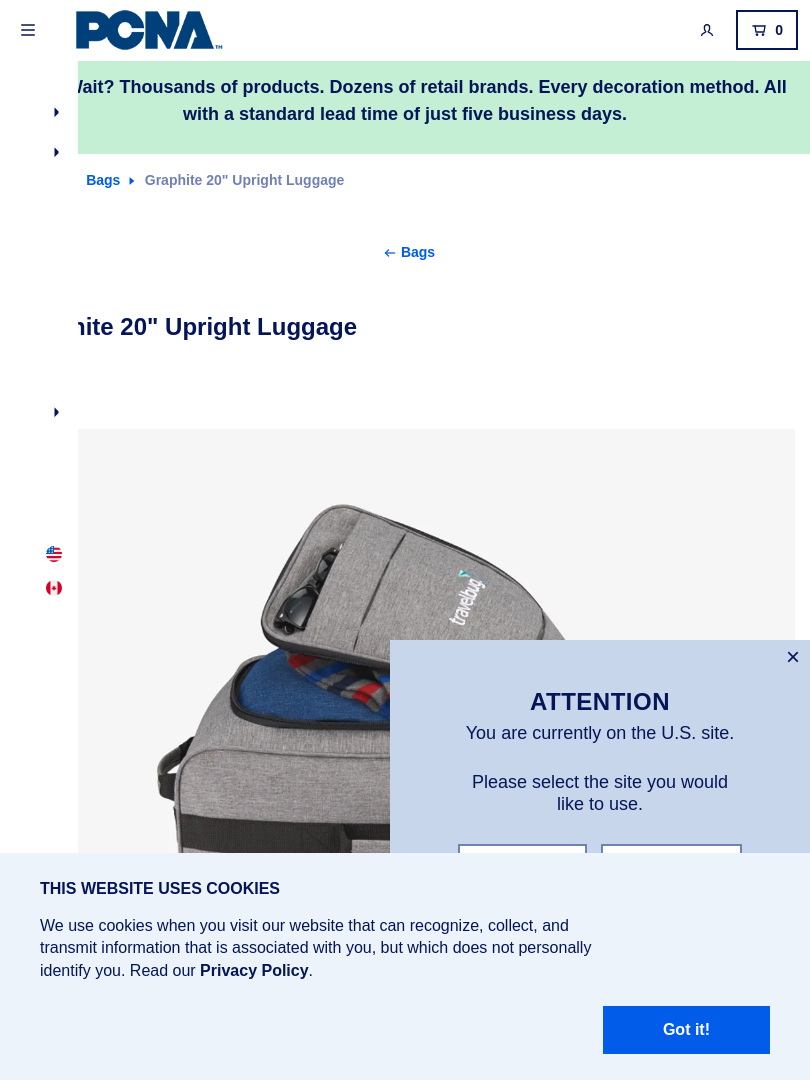 PCNA™
0
Wait? Thousands of products. Dozens of retail brands. Every decoration method. All
with a standard lead time of just five business days.
Bags
Graphite 20" Upright Luggage
Bags
hite 20" Upright Luggage
travelbug
ATTENTION
You are currently on the U.S. site.
Please select the site you would
like to use.
THIS WEBSITE USES COOKIES
We use cookies when you visit our website that can recognize, collect, and
transmit information that is associated with you, but which does not personally
identify you. Read our Privacy Policy.
Got it!